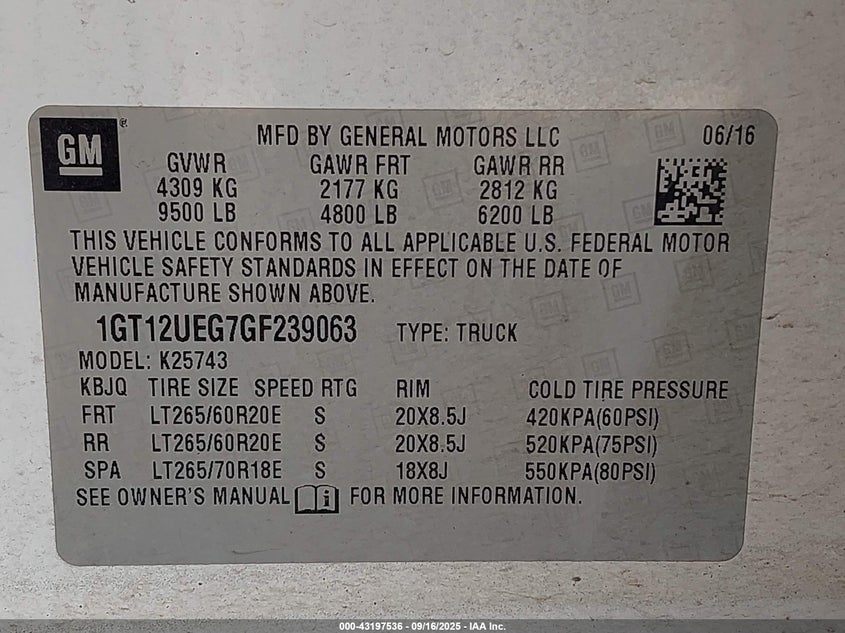 GM® MFD BY GENERAL MOTORS LLC 06/16
GVWR GAWR FRT GAWR RR
4309 KG 2177 KG 2812 KG
9500 LB 4800 LB 6200 LB
THIS VEHICLE CONFORMS TO ALL APPLICABLE U.S. FEDERAL MOTOR
VEHICLE SAFETY STANDARDS IN EFFECT ON THE DATE OF
MANUFACTURE SHOWN ABOVE.
1GT12UEG7GF239063 TYPE: TRUCK
MODEL: K25743
KBJQ TIRE SIZE SPEED RTG RIM COLD TIRE PRESSURE
FRT LT265/60R20E S 20X8.5J 420KPA(60PSI)
RR LT265/60R20E S 20X8.5J 520KPA(75PSI)
SPA LT265/70R18E S 18X8J 550KPA(80PSI)
SEE OWNER'S MANUAL i FOR MORE INFORMATION.
000-43197536 - 09/16/2025 - IAA Inc.